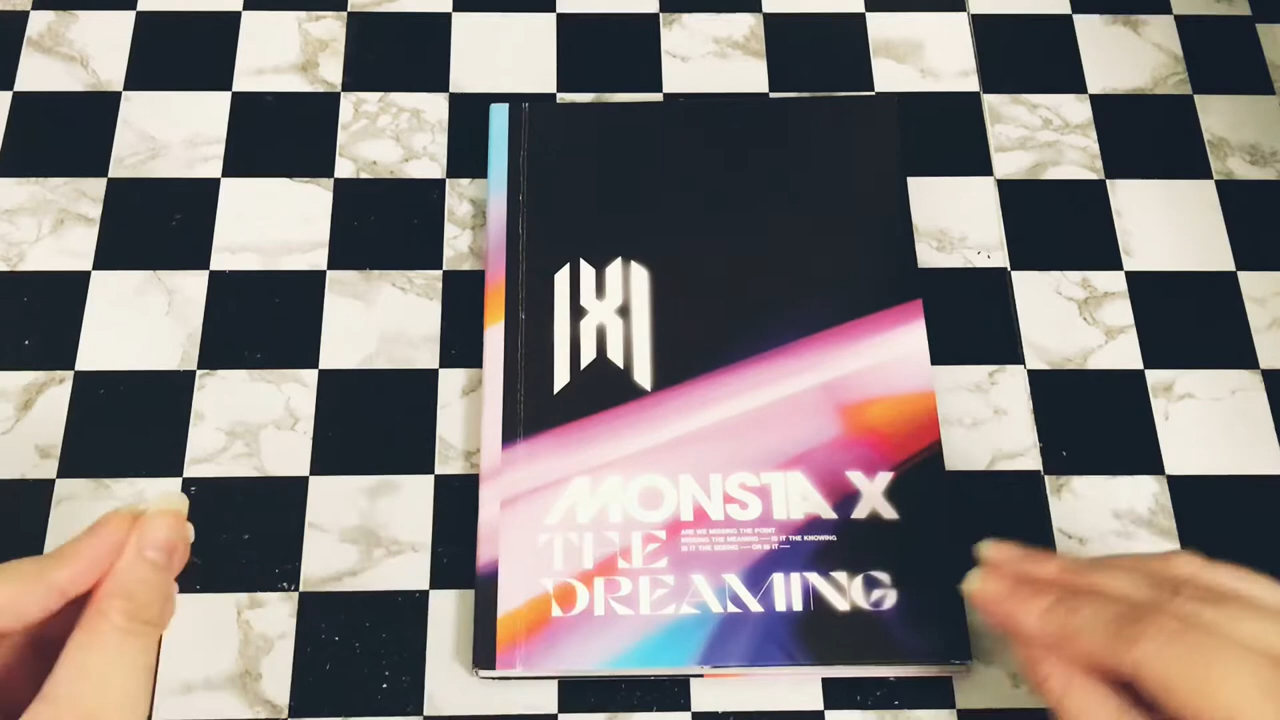 MONSTA X
THE
ARE WE MISSING THE POINT
MISSING THE MEANING — IS IT THE KNOWING
IS IT THE SEEING — OR IS IT —
DREAMING